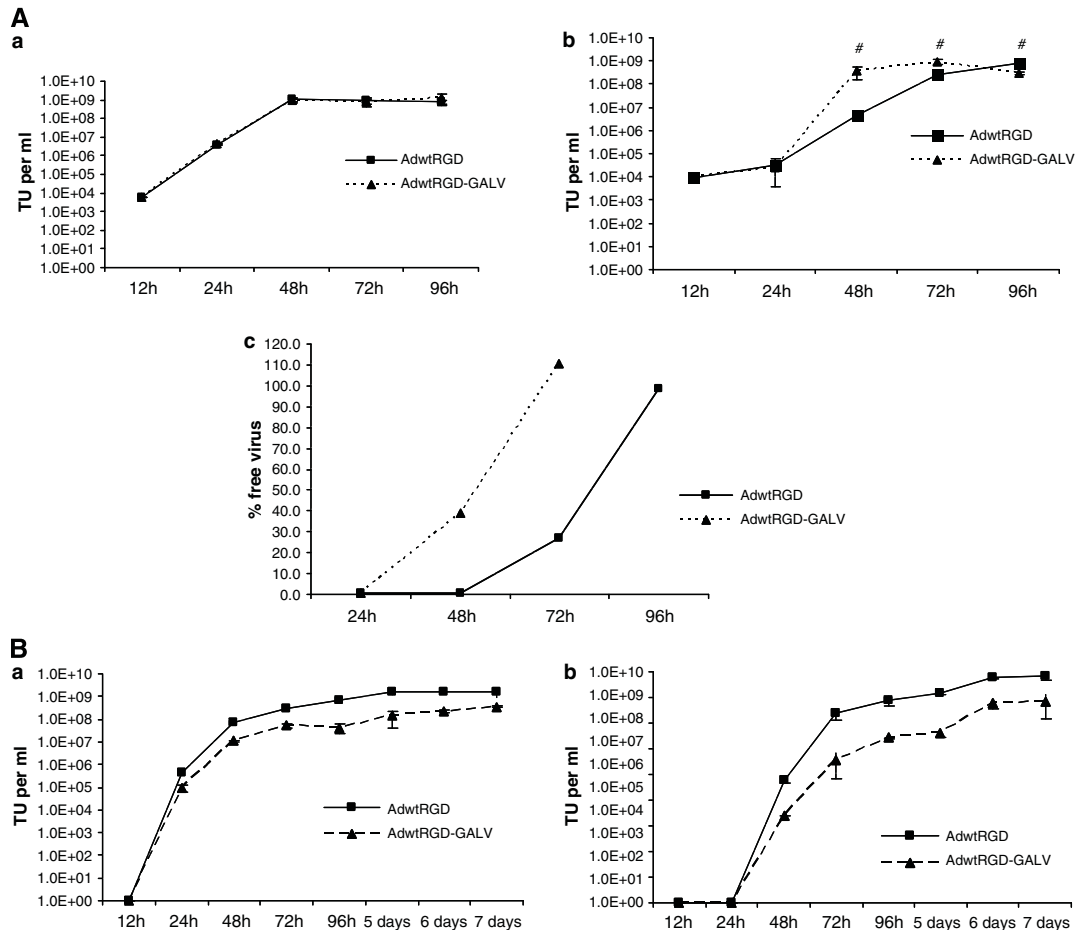 A
a
1.0E+10
1.0E+09
1.0E+08
1.0E+07
1.0E+06
1.0E+05
1.0E+04
1.0E+03
1.0E+02
1.0E+01
1.0E+00
TU per ml
12h 24h 48h 72h 96h
AdwtRGD
AdwtRGD-GALV
b
1.0E+10
1.0E+09
1.0E+08
1.0E+07
1.0E+06
1.0E+05
1.0E+04
1.0E+03
1.0E+02
1.0E+01
1.0E+00
TU per ml
# # #
12h 24h 48h 72h 96h
AdwtRGD
AdwtRGD-GALV
c
120.0
110.0
100.0
90.0
80.0
70.0
60.0
50.0
40.0
30.0
20.0
10.0
0.0
% free virus
24h 48h 72h 96h
AdwtRGD
AdwtRGD-GALV
B
a
1.0E+10
1.0E+09
1.0E+08
1.0E+07
1.0E+06
1.0E+05
1.0E+04
1.0E+03
1.0E+02
1.0E+01
1.0E+00
TU per ml
12h 24h 48h 72h 96h 5 days 6 days 7 days
AdwtRGD
AdwtRGD-GALV
b
1.0E+10
1.0E+09
1.0E+08
1.0E+07
1.0E+06
1.0E+05
1.0E+04
1.0E+03
1.0E+02
1.0E+01
1.0E+00
TU per ml
12h 24h 48h 72h 96h 5 days 6 days 7 days
AdwtRGD
AdwtRGD-GALV